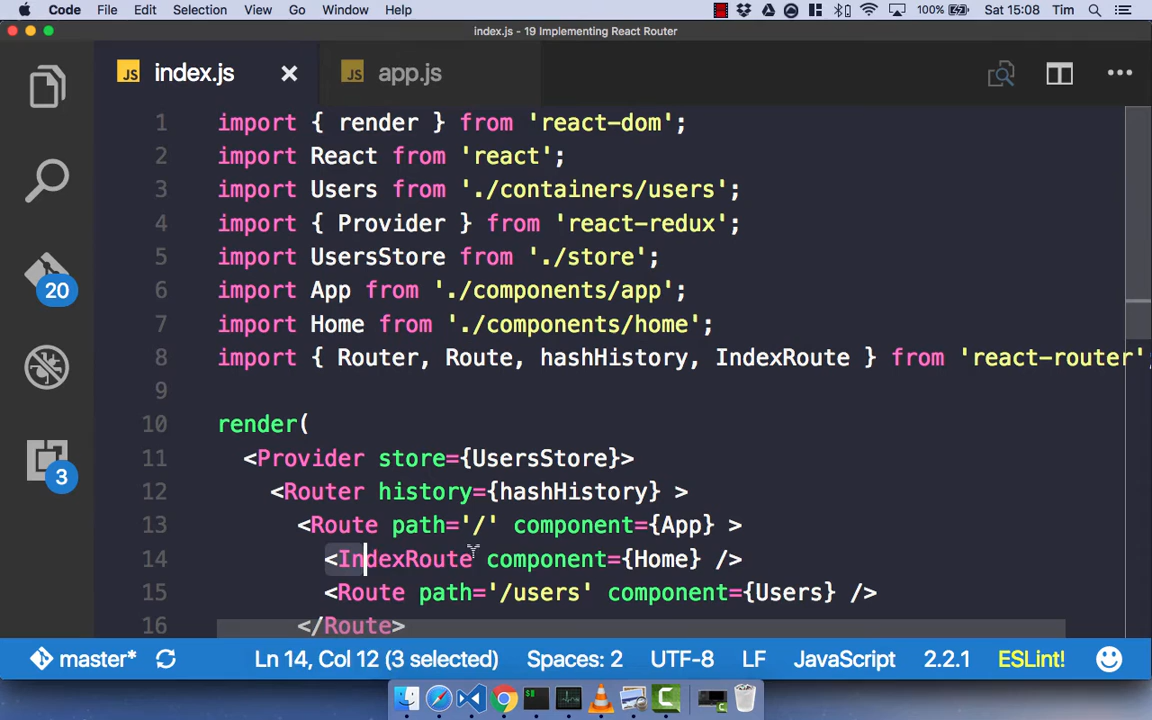 Code File Edit Selection View Go Window Help 100% Sat 15:08 Tim
index.js - 19 Implementing React Router
JS index.js JS app.js
1 import { render } from 'react-dom';
2 import React from 'react';
3 import Users from './containers/users';
4 import { Provider } from 'react-redux';
5 import UsersStore from './store';
6 import App from './components/app';
7 import Home from './components/home';
8 import { Router, Route, hashHistory, IndexRoute } from 'react-router';
9
10 render(
11 <Provider store={UsersStore}>
12 <Router history={hashHistory} >
13 <Route path='/' component={App} >
14 <IndexRoute component={Home} />
15 <Route path='/users' component={Users} />
16 </Route>
20
3
master* Ln 14, Col 12 (3 selected) Spaces: 2 UTF-8 LF JavaScript 2.2.1 ESLint!